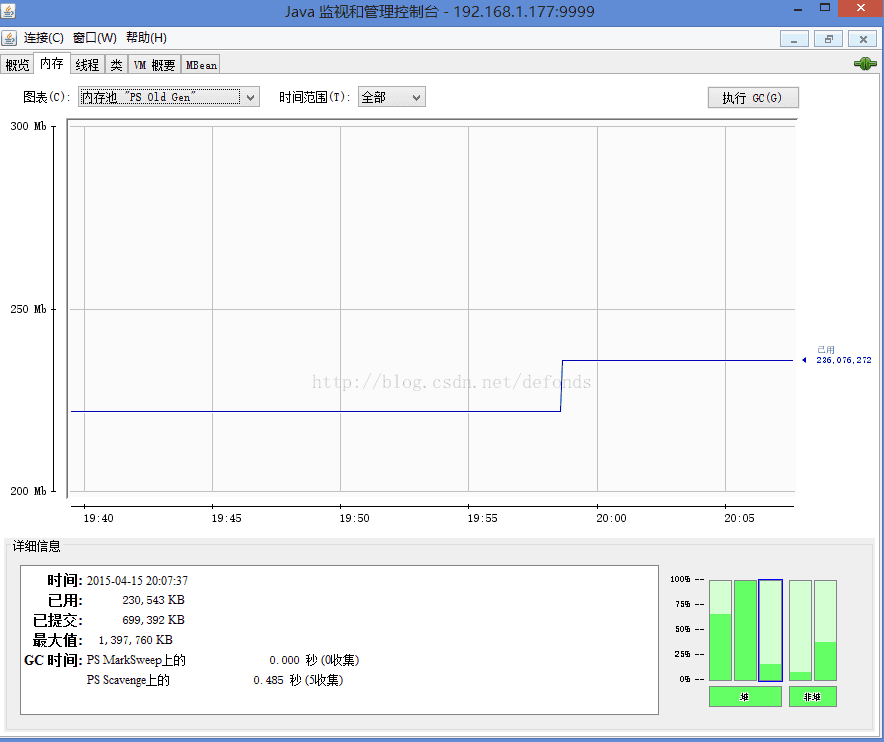 Java 监视和管理控制台 - 192.168.1.177:9999
连接(C) 窗口(W) 帮助(H)
概览 内存 线程 类 VM 概要 MBean
图表(C): 内存池 "PS Old Gen" 时间范围(T): 全部 执行 GC(G)
300 Mb
250 Mb
已用
236,076,272
http://blog.csdn.net/defonds
200 Mb
19:40 19:45 19:50 19:55 20:00 20:05
详细信息
时间: 2015-04-15 20:07:37
已用: 230,543 KB
已提交: 699,392 KB
最大值: 1,397,760 KB
GC 时间: PS MarkSweep上的 0.000 秒 (0收集)
PS Scavenge上的 0.485 秒 (5收集)
100% --
75% --
50% --
25% --
0% --
堆 非堆